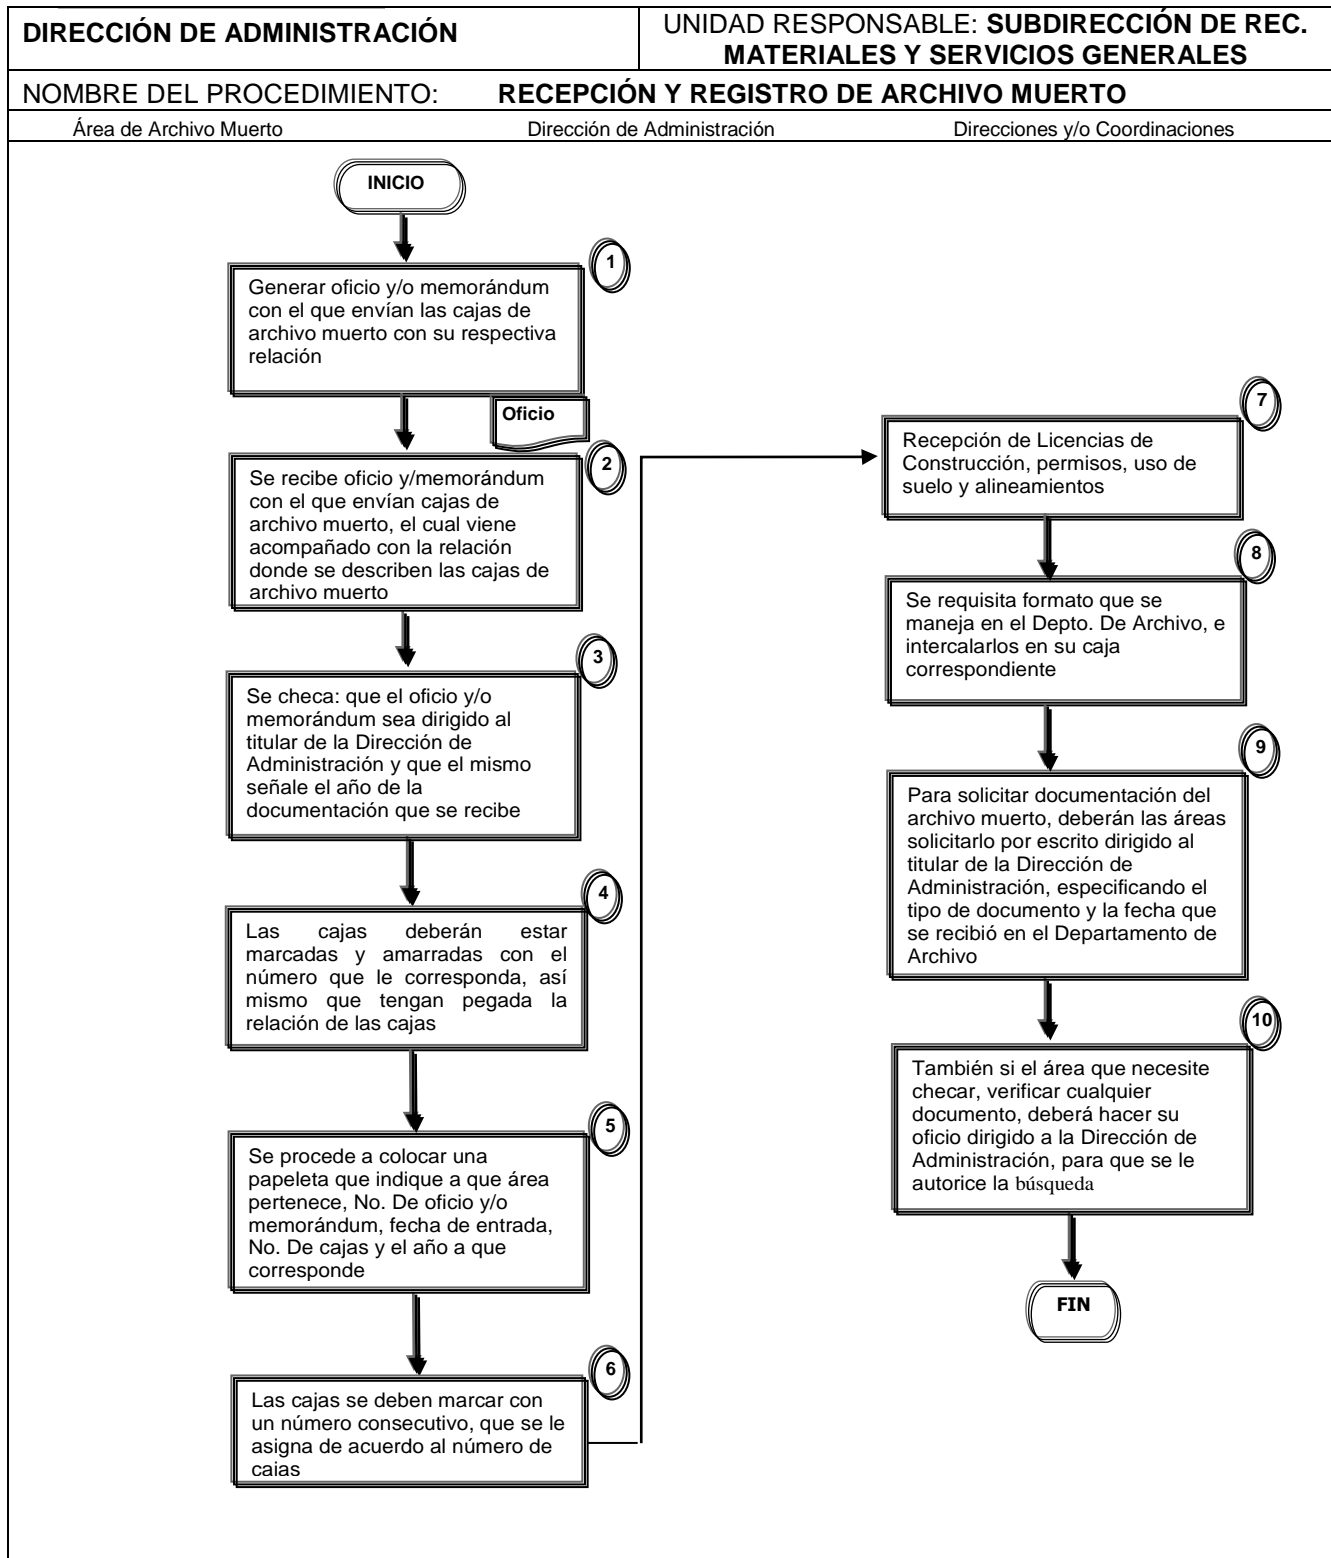 DIRECCIÓN DE ADMINISTRACIÓN
UNIDAD RESPONSABLE: SUBDIRECCIÓN DE REC.
MATERIALES Y SERVICIOS GENERALES
NOMBRE DEL PROCEDIMIENTO: RECEPCIÓN Y REGISTRO DE ARCHIVO MUERTO
Área de Archivo Muerto
Dirección de Administración
Direcciones y/o Coordinaciones
INICIO
1
Generar oficio y/o memorándum
con el que envían las cajas de
archivo muerto con su respectiva
relación
Oficio
2
Se recibe oficio y/memorándum
con el que envían cajas de
archivo muerto, el cual viene
acompañado con la relación
donde se describen las cajas de
archivo muerto
3
Se checa: que el oficio y/o
memorándum sea dirigido al
titular de la Dirección de
Administración y que el mismo
señale el año de la
documentación que se recibe
4
Las cajas deberán estar
marcadas y amarradas con el
número que le corresponda, así
mismo que tengan pegada la
relación de las cajas
5
Se procede a colocar una
papeleta que indique a que área
pertenece, No. De oficio y/o
memorándum, fecha de entrada,
No. De cajas y el año a que
corresponde
6
Las cajas se deben marcar con
un número consecutivo, que se le
asigna de acuerdo al número de
cajas
7
Recepción de Licencias de
Construcción, permisos, uso de
suelo y alineamientos
8
Se requisita formato que se
maneja en el Depto. De Archivo, e
intercalarlos en su caja
correspondiente
9
Para solicitar documentación del
archivo muerto, deberán las áreas
solicitarlo por escrito dirigido al
titular de la Dirección de
Administración, especificando el
tipo de documento y la fecha que
se recibió en el Departamento de
Archivo
10
También si el área que necesite
checar, verificar cualquier
documento, deberá hacer su
oficio dirigido a la Dirección de
Administración, para que se le
autorice la búsqueda
FIN